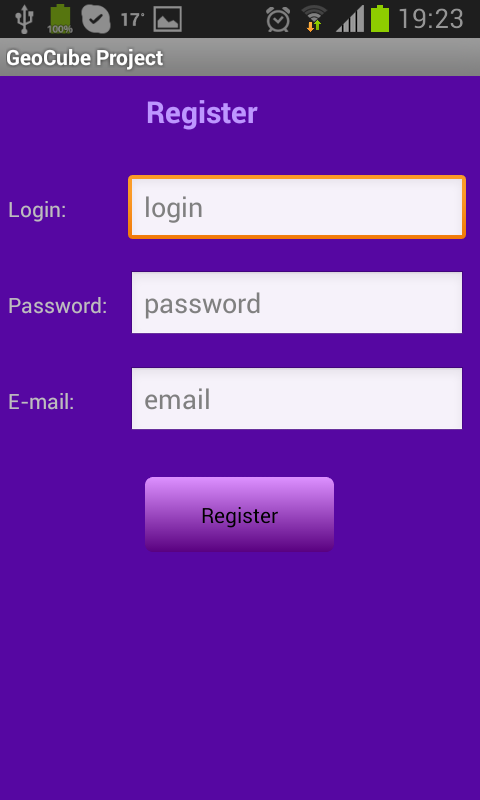 100% 17° 19:23
GeoCube Project
Register
Login: login
Password: password
E-mail: email
Register